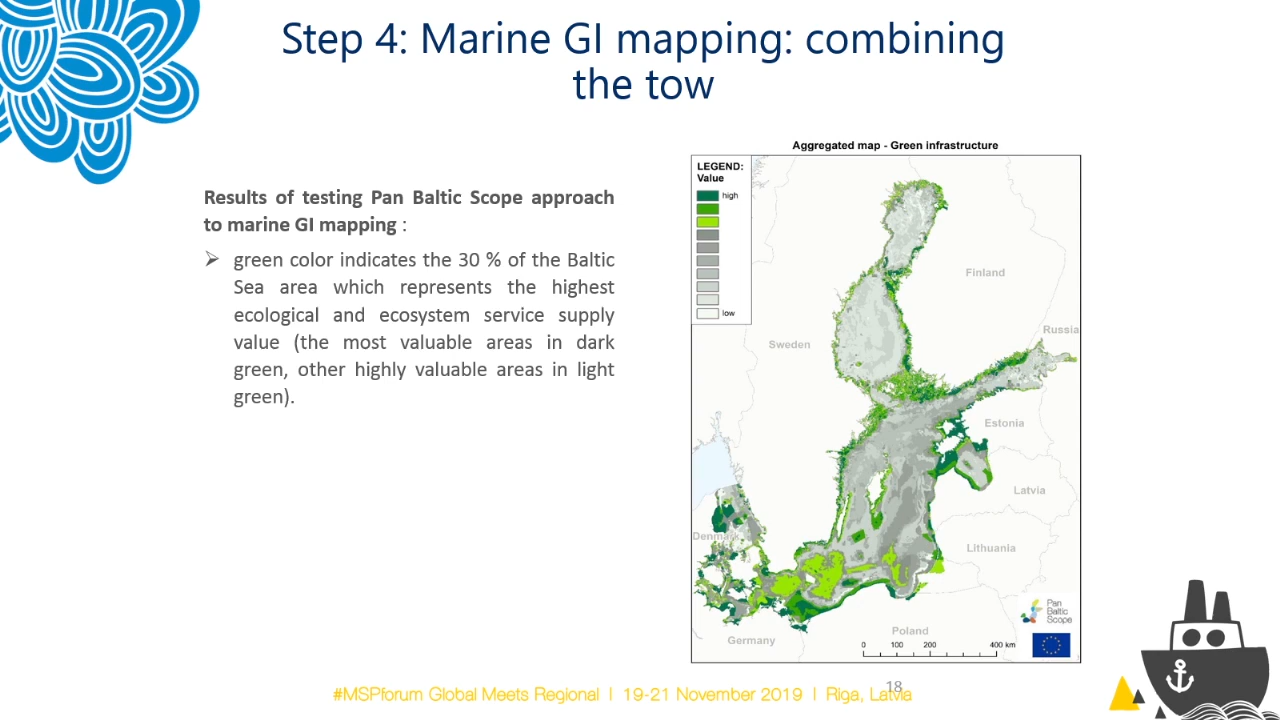 Step 4: Marine GI mapping: combining
the tow
Results of testing Pan Baltic Scope approach
to marine GI mapping :
green color indicates the 30 % of the Baltic
Sea area which represents the highest
ecological and ecosystem service supply
value (the most valuable areas in dark
green, other highly valuable areas in light
green).
Aggregated map - Green infrastructure
LEGEND:
Value
high
low
Finland
Russia
Sweden
Estonia
Latvia
Denmark
Lithuania
Poland
Germany
Pan
Baltic
Scope
0 100 200 400 km
18
#MSPforum Global Meets Regional I 19-21 November 2019 I Riga, Latvia